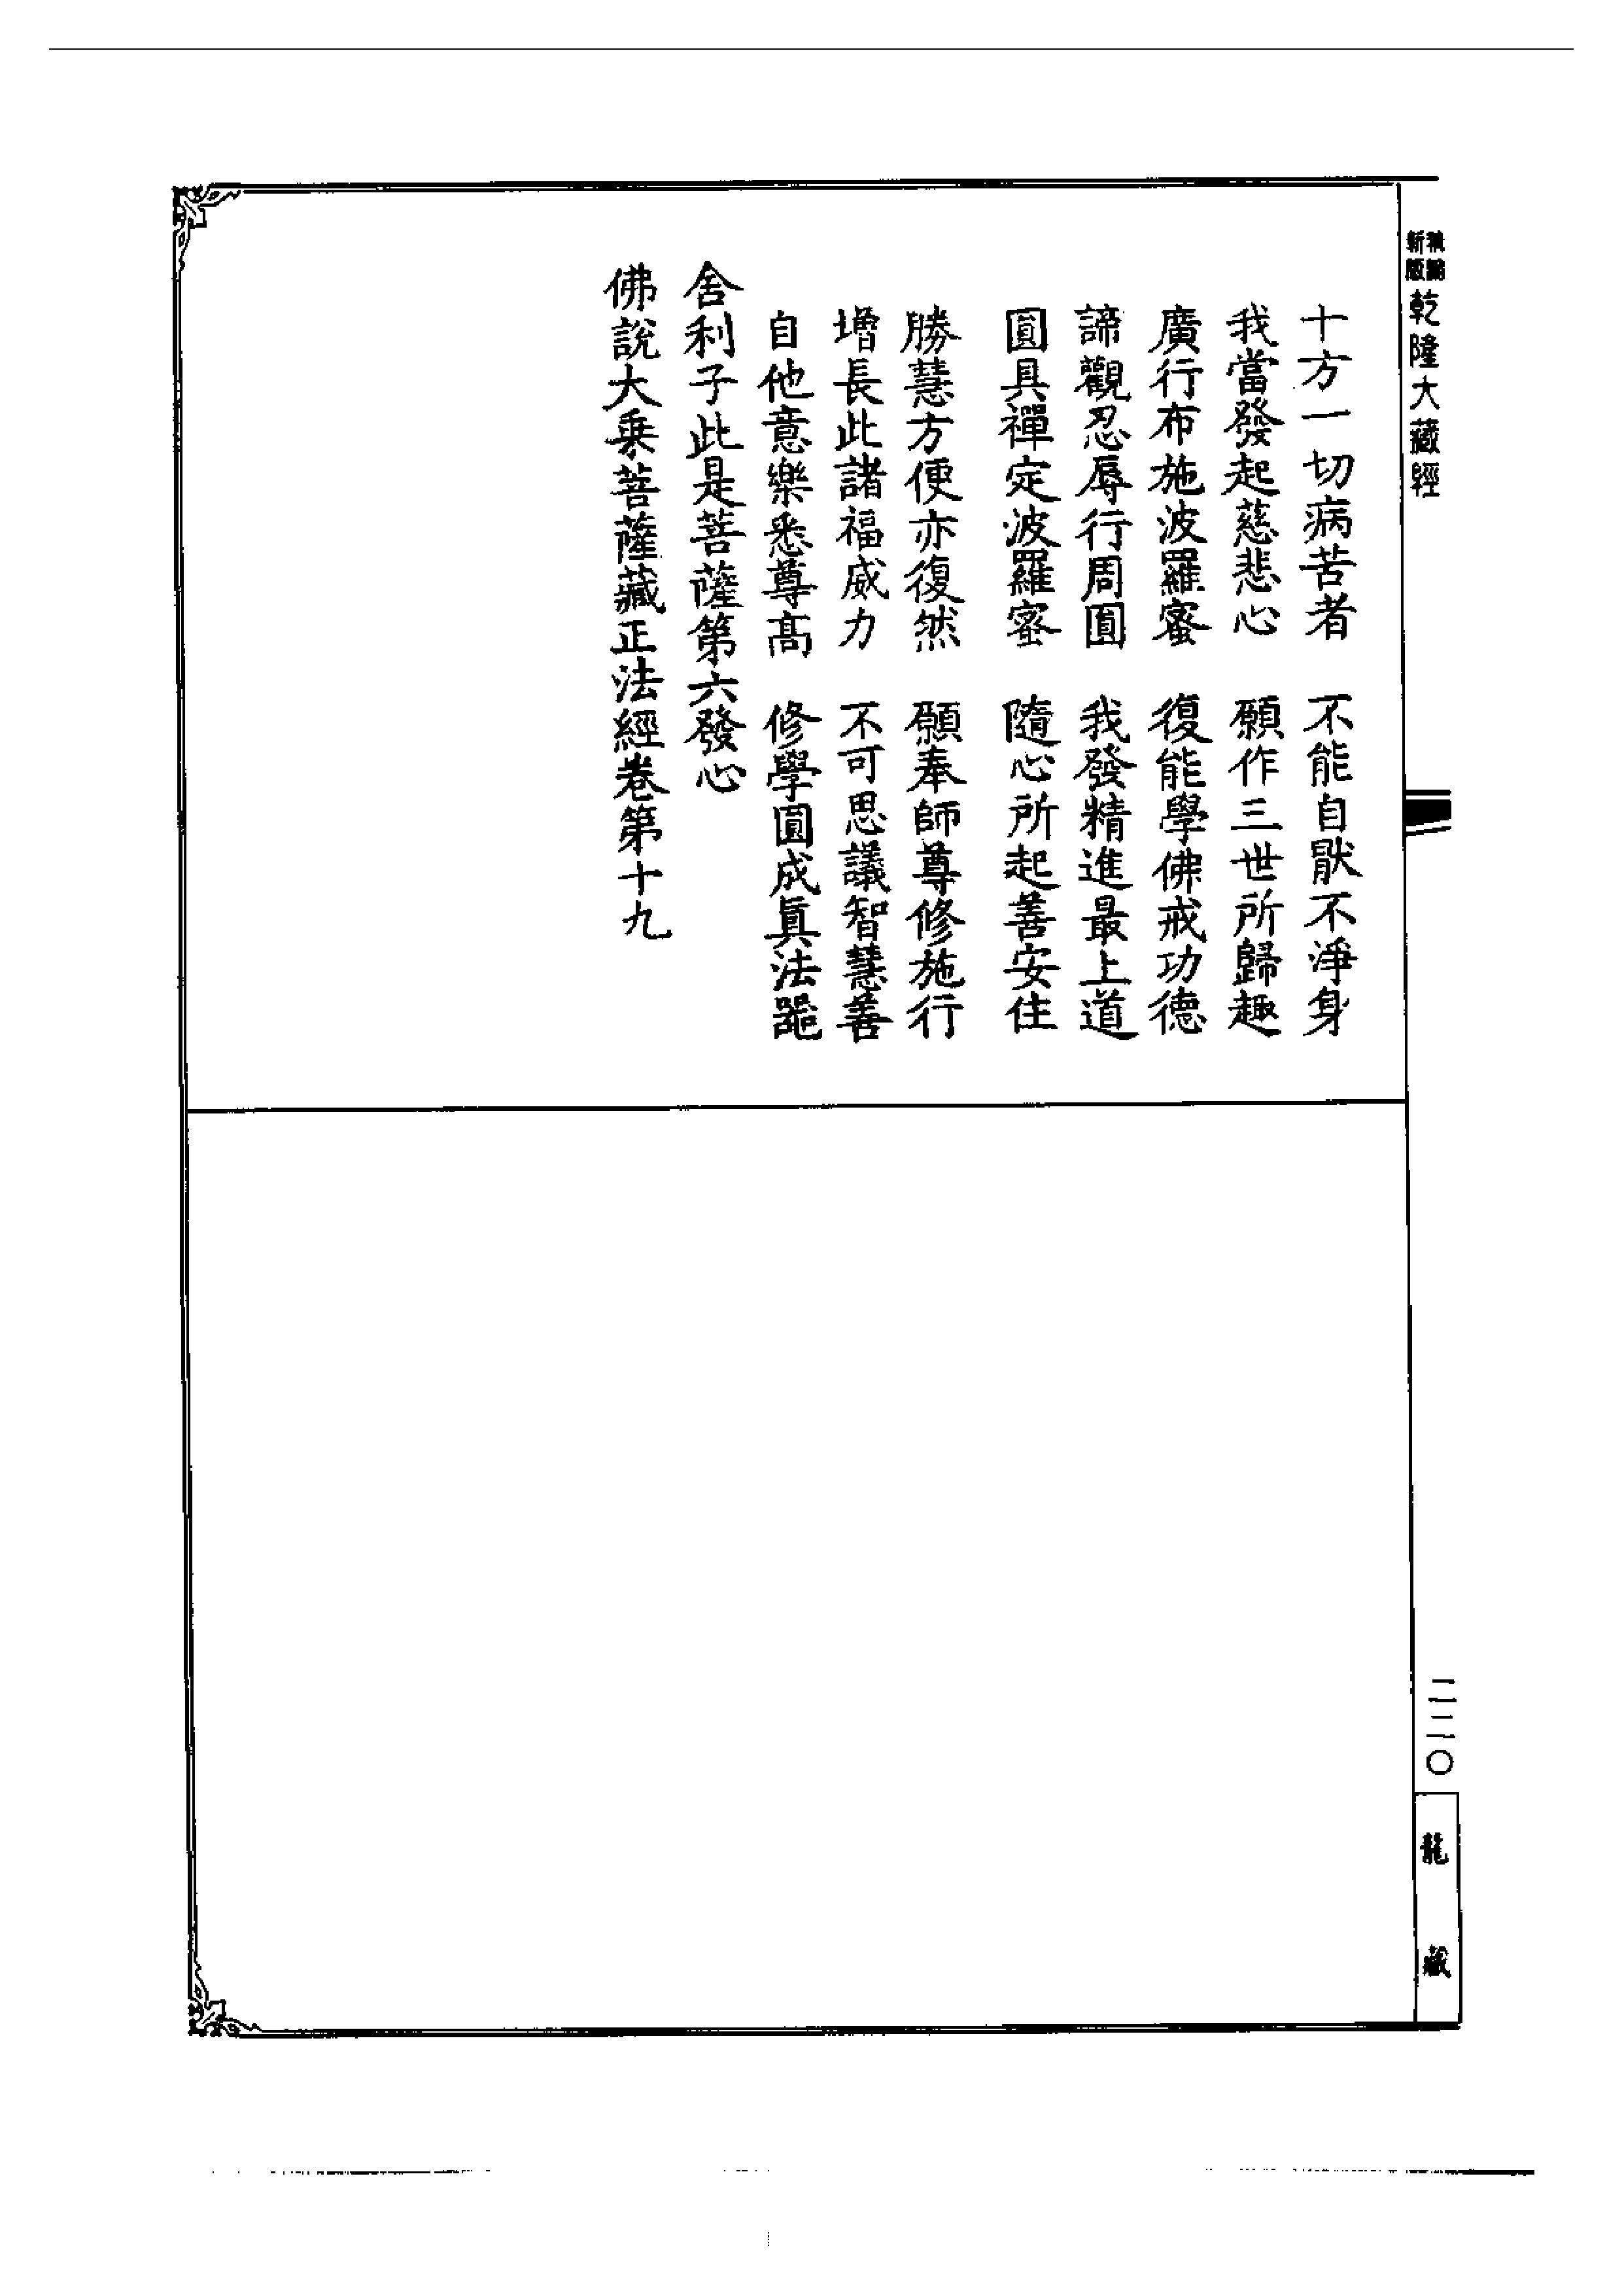 新編
新版
乾隆大藏經
十方一切病苦者　不能自猒不淨身
我當發起慈悲心　願作三世所歸趣
廣行布施波羅蜜　復能學佛戒功德
諦觀忍辱行周圓　我發精進最上道
圓具禪定波羅蜜　隨心所起善安住
勝慧方便亦復然　願奉師尊修施行
增長此諸福威力　不可思議智慧善
自他意樂悉尊高　修學圓成眞法器
舍利子此是菩薩第六發心
佛說大乗菩薩藏正法經卷第十九
二二〇
龍藏